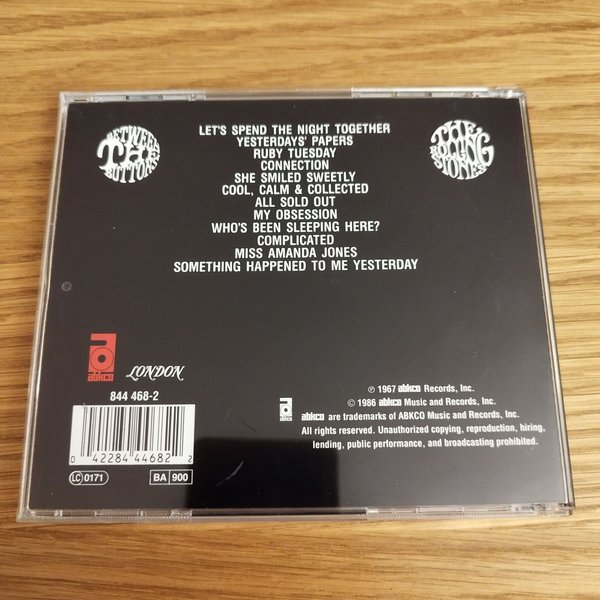 BETWEEN
THE
BUTTONS
THE
ROLLING
STONES
LET'S SPEND THE NIGHT TOGETHER
YESTERDAYS' PAPERS
RUBY TUESDAY
CONNECTION
SHE SMILED SWEETLY
COOL, CALM & COLLECTED
ALL SOLD OUT
MY OBSESSION
WHO'S BEEN SLEEPING HERE?
COMPLICATED
MISS AMANDA JONES
SOMETHING HAPPENED TO ME YESTERDAY
abkco
LONDON
844 468-2
0 42284 44682 2
LC 0171
BA 900
℗ 1967 abkco Records, Inc.
© 1986 abkco Music and Records, Inc.
abkco abkco are trademarks of ABKCO Music and Records, Inc.
All rights reserved. Unauthorized copying, reproduction, hiring,
lending, public performance, and broadcasting prohibited.